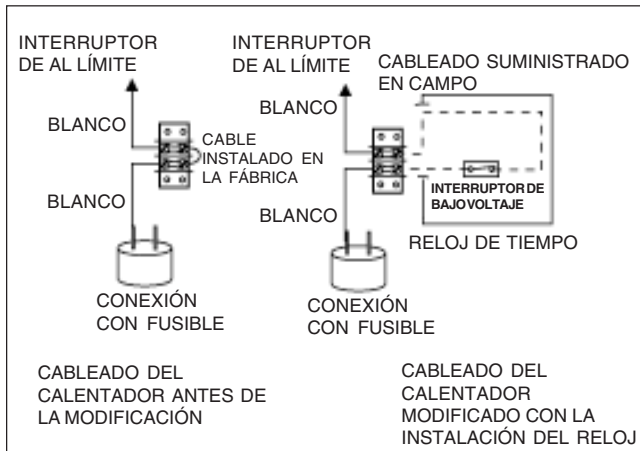 INTERRUPTOR
DE AL LÍMITE
BLANCO
CABLE
INSTALADO EN
LA FÁBRICA
BLANCO
CONEXIÓN
CON FUSIBLE
CABLEADO DEL
CALENTADOR ANTES DE
LA MODIFICACIÓN
INTERRUPTOR
DE AL LÍMITE
CABLEADO SUMINISTRADO
EN CAMPO
BLANCO
INTERRUPTOR DE
BAJOVOLTAJE
BLANCO
RELOJ DE TIEMPO
CONEXIÓN
CON FUSIBLE
CABLEADO DEL
CALENTADOR
MODIFICADO CON LA
INSTALACIÓN DEL RELOJ